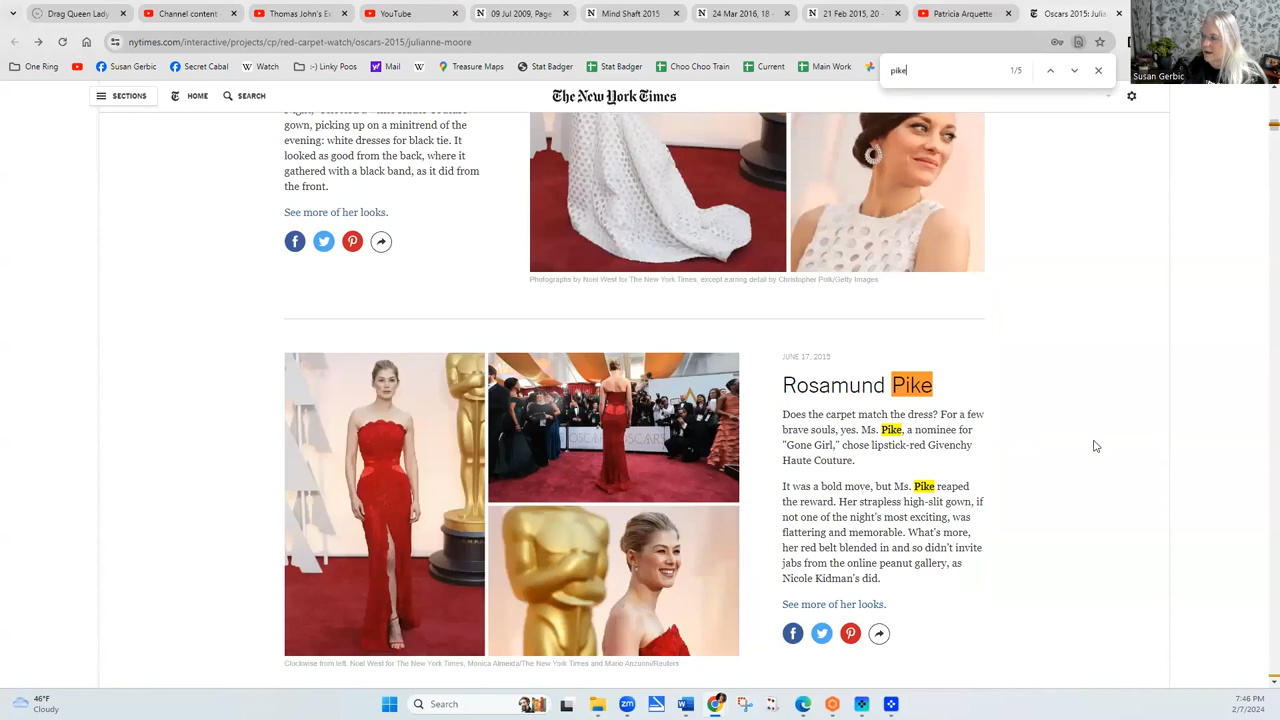 Drag Queen Lady
Channel content
Thomas John's E
YouTube
09 Jul 2009, Page
Mind Shaft 2015
24 Mar 2016, 18 -
21 Feb 2015, 20 -
Patricia Arquette
Oscars 2015: Julia
nytimes.com/interactive/projects/cp/red-carpet-watch/oscars-2015/julianne-moore
One Ring
Susan Gerbic
Secret Cabal
Watch
:-) Linky Poos
Mail
Treasure Maps
Stat Badger
Stat Badger
Choo Choo Train
Current
Main Work
pike
1/5
Susan Gerbic
SECTIONS
HOME
SEARCH
The New York Times
gown, picking up on a minitrend of the
evening: white dresses for black tie. It
looked as good from the back, where it
gathered with a black band, as it did from
the front.
See more of her looks.
Photographs by Noel West for The New York Times, except earring detail by Christopher Polk/Getty Images
JUNE 17, 2015
Rosamund Pike
Does the carpet match the dress? For a few
brave souls, yes. Ms. Pike, a nominee for
"Gone Girl," chose lipstick-red Givenchy
Haute Couture.
It was a bold move, but Ms. Pike reaped
the reward. Her strapless high-slit gown, if
not one of the night's most exciting, was
flattering and memorable. What's more,
her red belt blended in and so didn't invite
jabs from the online peanut gallery, as
Nicole Kidman's did.
See more of her looks.
OSCARS
Clockwise from left, Noel West for The New York Times, Monica Almeida/The New York Times and Mario Anzuoni/Reuters
46°F
Cloudy
Search
7:46 PM
2/7/2024